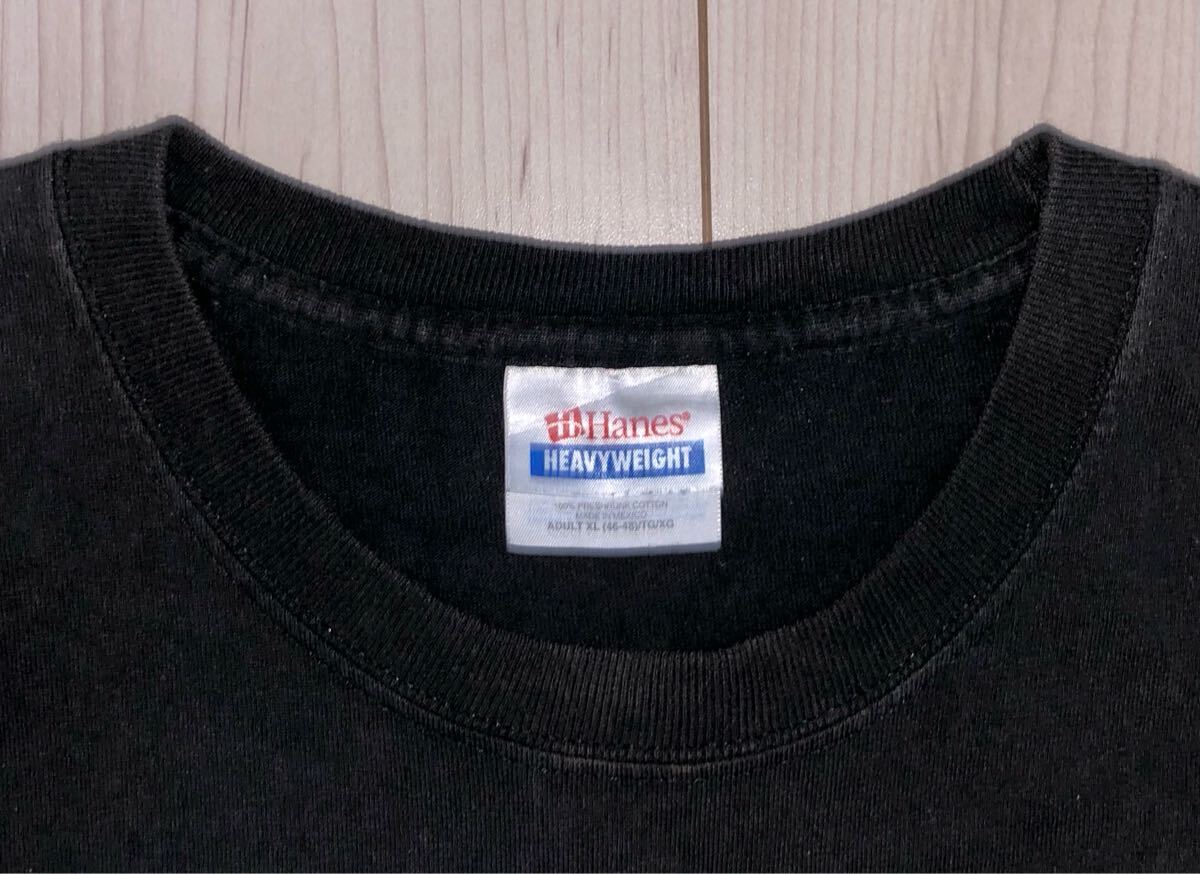 Hanes®
HEAVYWEIGHT
100% PRESHRUNK COTTON
MADE IN MEXICO
ADULT XL (46-48)/TG/XG